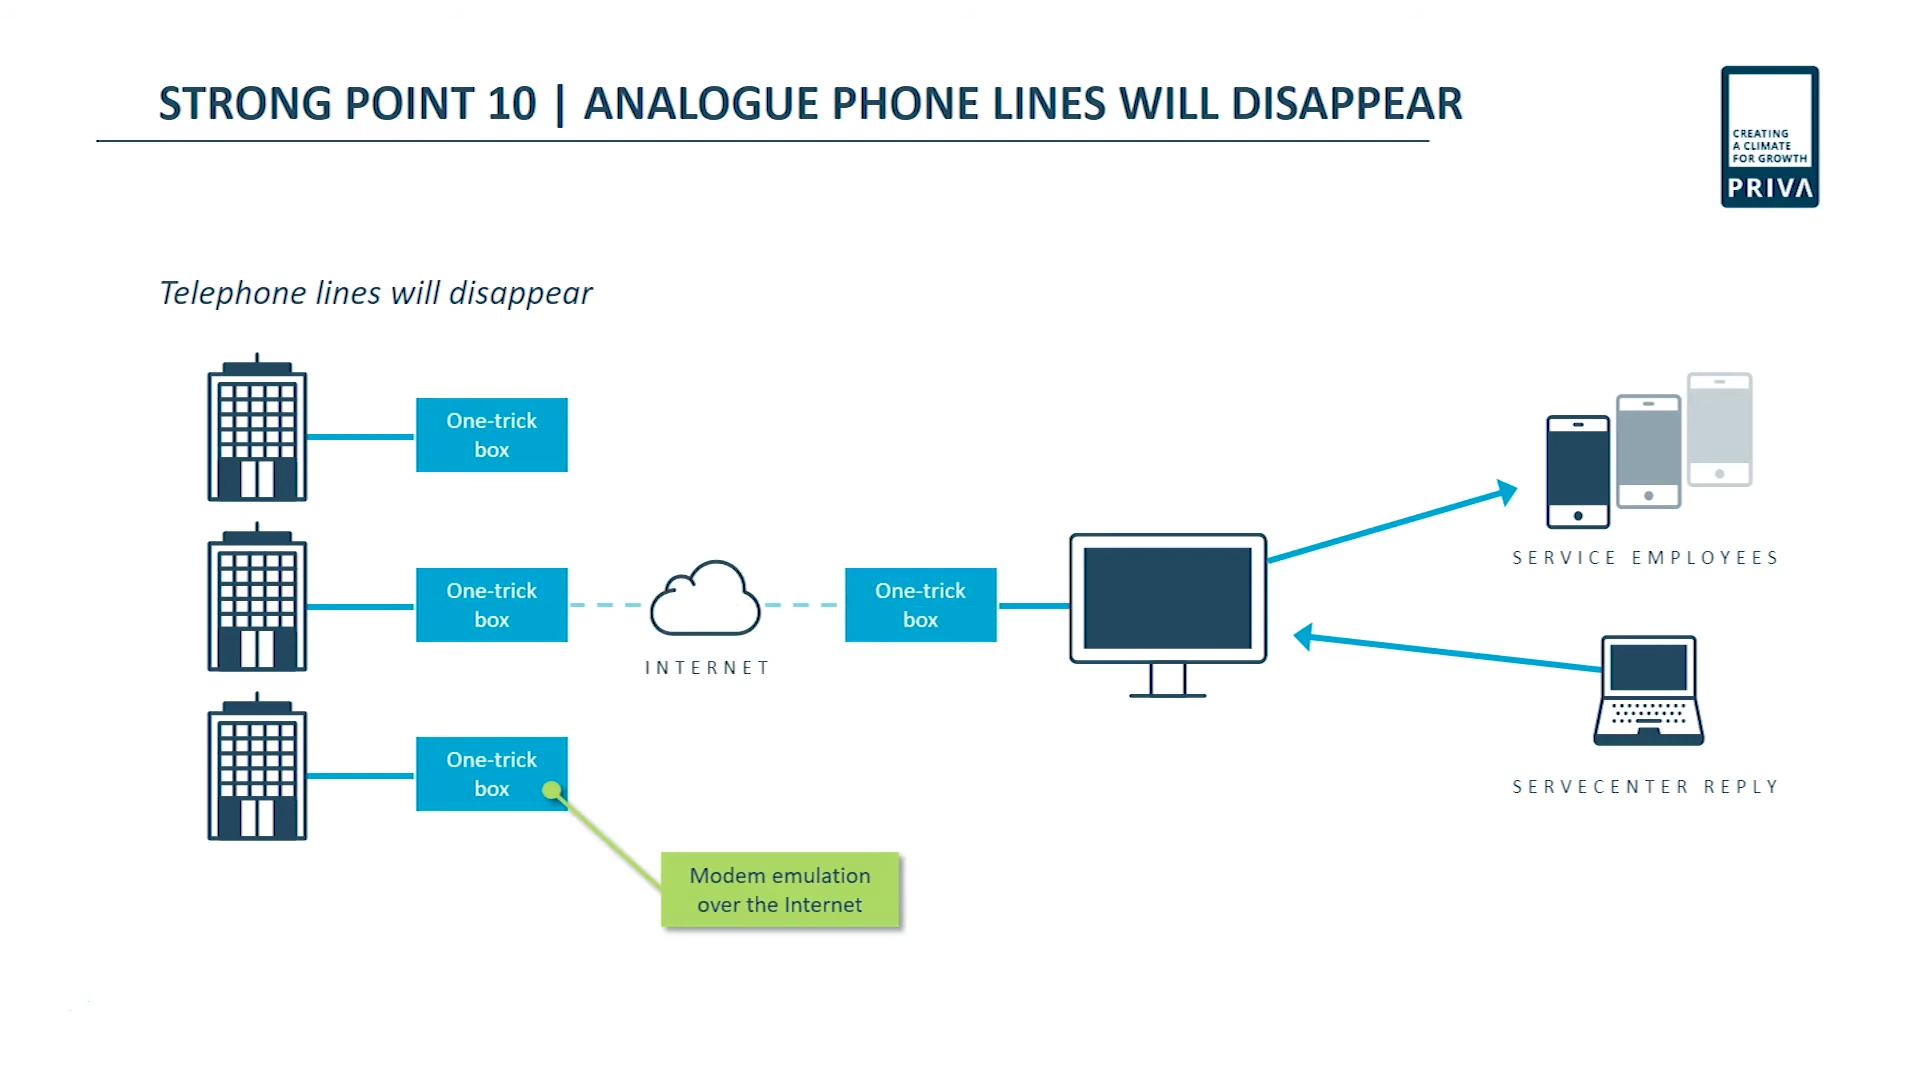 STRONG POINT 10 | ANALOGUE PHONE LINES WILL DISAPPEAR
CREATING
A CLIMATE
FOR GROWTH
PRIVA
Telephone lines will disappear
One-trick
box
One-trick
box
INTERNET
One-trick
box
SERVICE EMPLOYEES
One-trick
box
SERVECENTER REPLY
Modem emulation
over the Internet